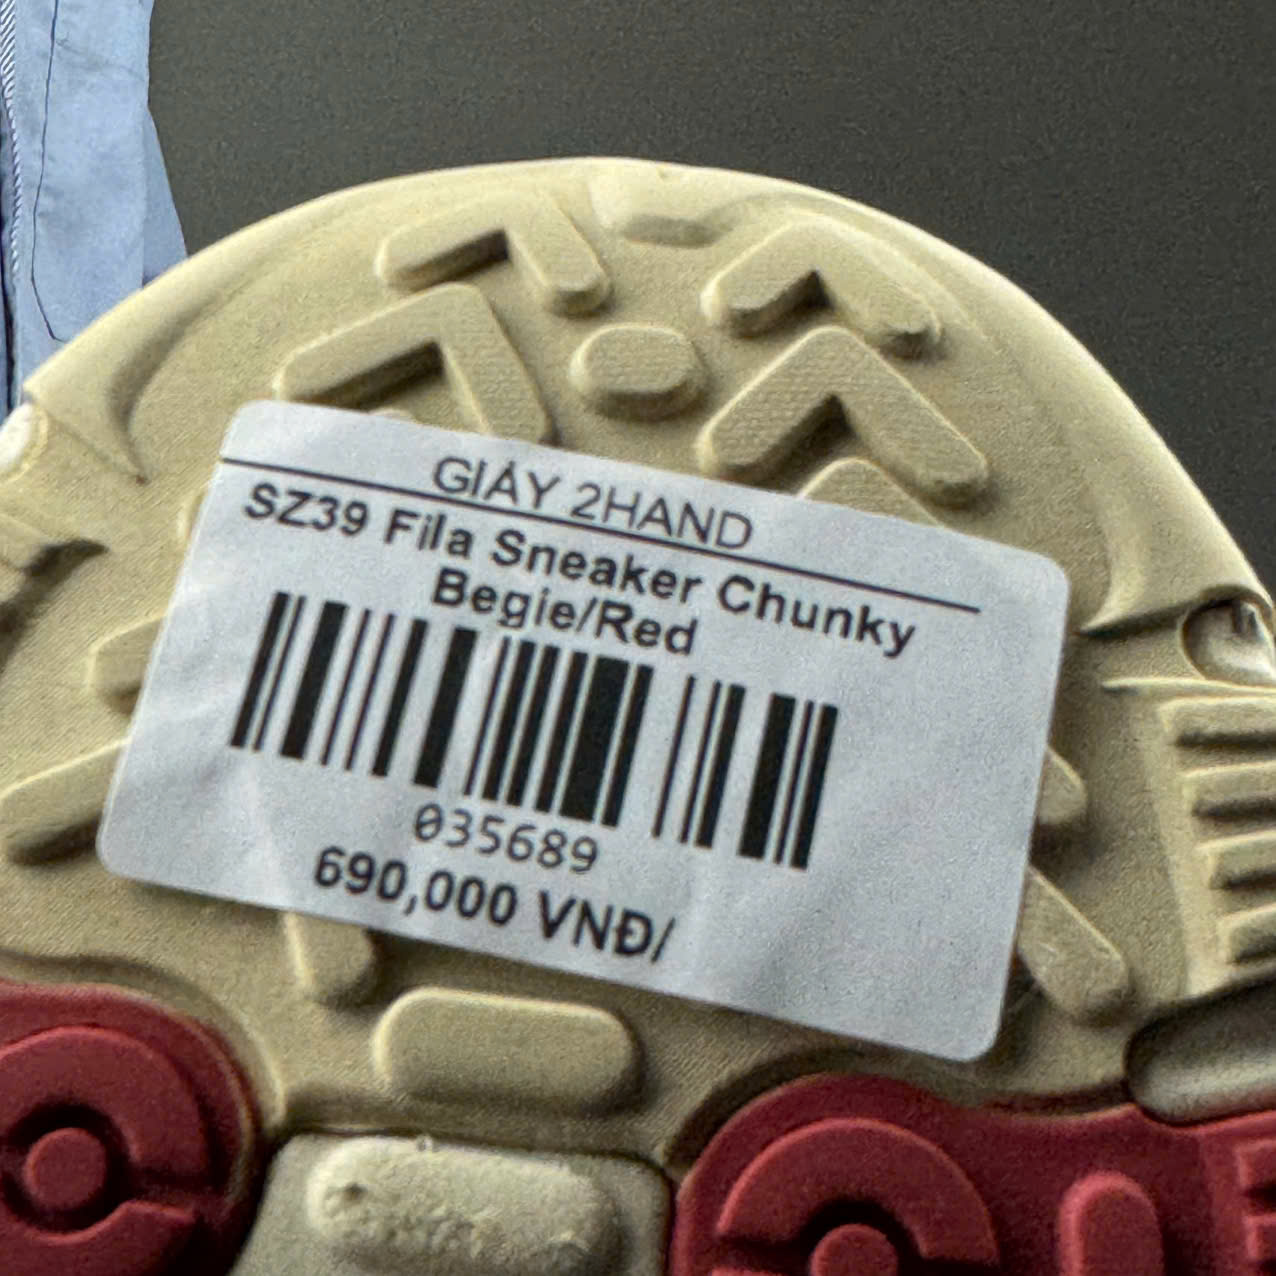 GIÀY 2HAND
SZ39 Fila Sneaker Chunky
Begie/Red
035689
690,000 VNĐ/